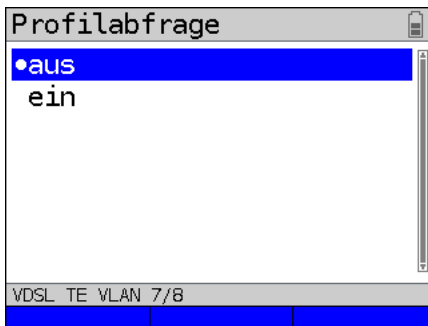 Profilabfrage
•aus
ein
VDSL TE VLAN 7/8